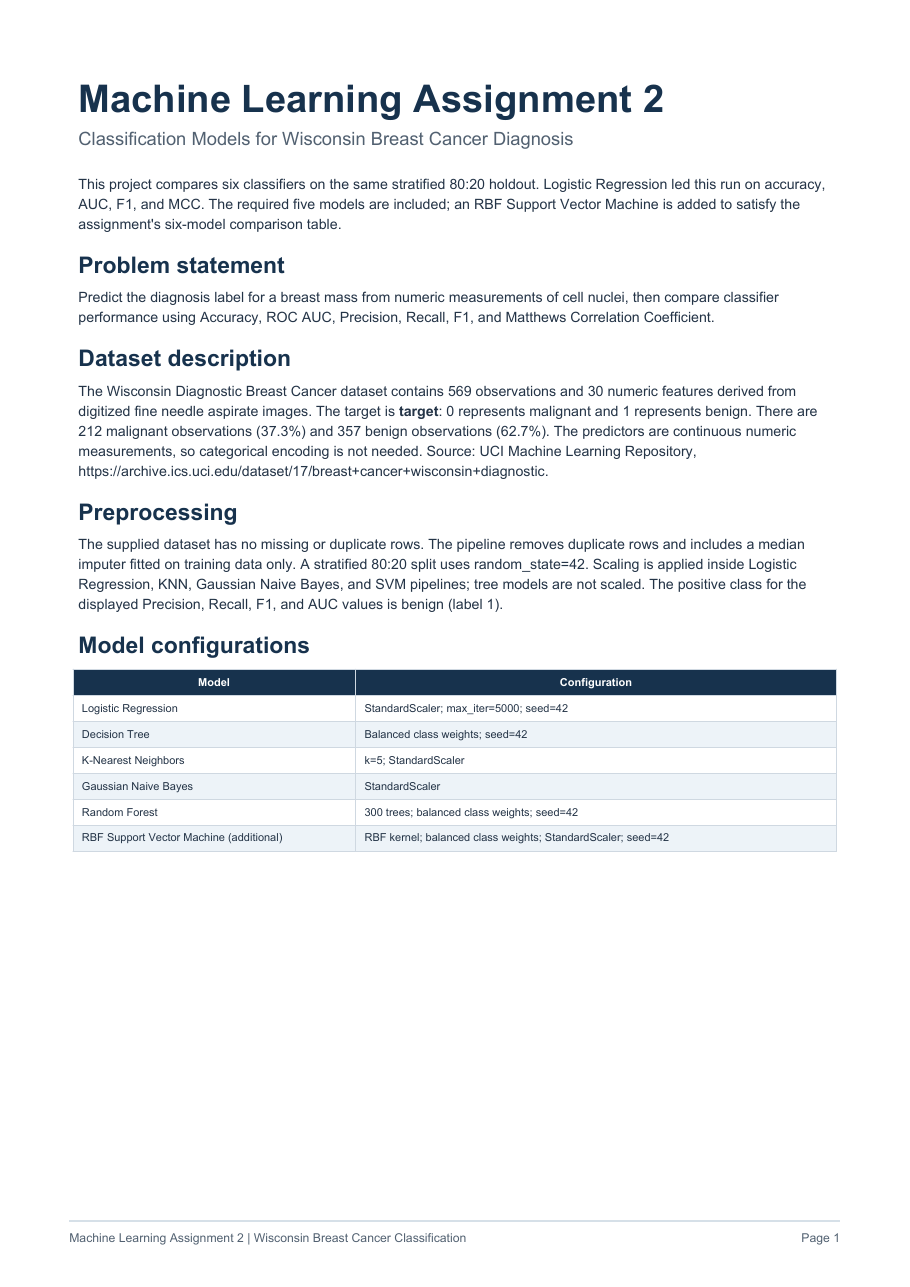 Machine Learning Assignment 2
Classification Models for Wisconsin Breast Cancer Diagnosis
This project compares six classifiers on the same stratified 80:20 holdout. Logistic Regression led this run on accuracy,
AUC, F1, and MCC. The required five models are included; an RBF Support Vector Machine is added to satisfy the
assignment's six-model comparison table.
Problem statement
Predict the diagnosis label for a breast mass from numeric measurements of cell nuclei, then compare classifier
performance using Accuracy, ROC AUC, Precision, Recall, F1, and Matthews Correlation Coefficient.
Dataset description
The Wisconsin Diagnostic Breast Cancer dataset contains 569 observations and 30 numeric features derived from
digitized fine needle aspirate images. The target is target: 0 represents malignant and 1 represents benign. There are
212 malignant observations (37.3%) and 357 benign observations (62.7%). The predictors are continuous numeric
measurements, so categorical encoding is not needed. Source: UCI Machine Learning Repository,
https://archive.ics.uci.edu/dataset/17/breast+cancer+wisconsin+diagnostic.
Preprocessing
The supplied dataset has no missing or duplicate rows. The pipeline removes duplicate rows and includes a median
imputer fitted on training data only. A stratified 80:20 split uses random_state=42. Scaling is applied inside Logistic
Regression, KNN, Gaussian Naive Bayes, and SVM pipelines; tree models are not scaled. The positive class for the
displayed Precision, Recall, F1, and AUC values is benign (label 1).
Model configurations
Model Configuration
Logistic Regression StandardScaler; max_iter=5000; seed=42
Decision Tree Balanced class weights; seed=42
K-Nearest Neighbors k=5; StandardScaler
Gaussian Naive Bayes StandardScaler
Random Forest 300 trees; balanced class weights; seed=42
RBF Support Vector Machine (additional) RBF kernel; balanced class weights; StandardScaler; seed=42
Machine Learning Assignment 2 | Wisconsin Breast Cancer Classification Page 1